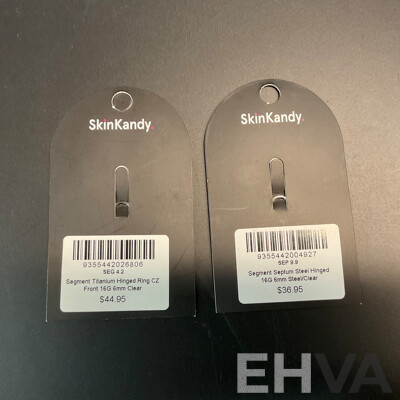 SkinKandy.
9355442026806
SEG 4.2
Segment Titanium Hinged Ring CZ
Front 16G 6mm Clear
$44.95
SkinKandy.
9355442004927
SEP 9.9
Segment Septum Steel Hinged
16G 6mm Steel/Clear
$36.95
EHVA